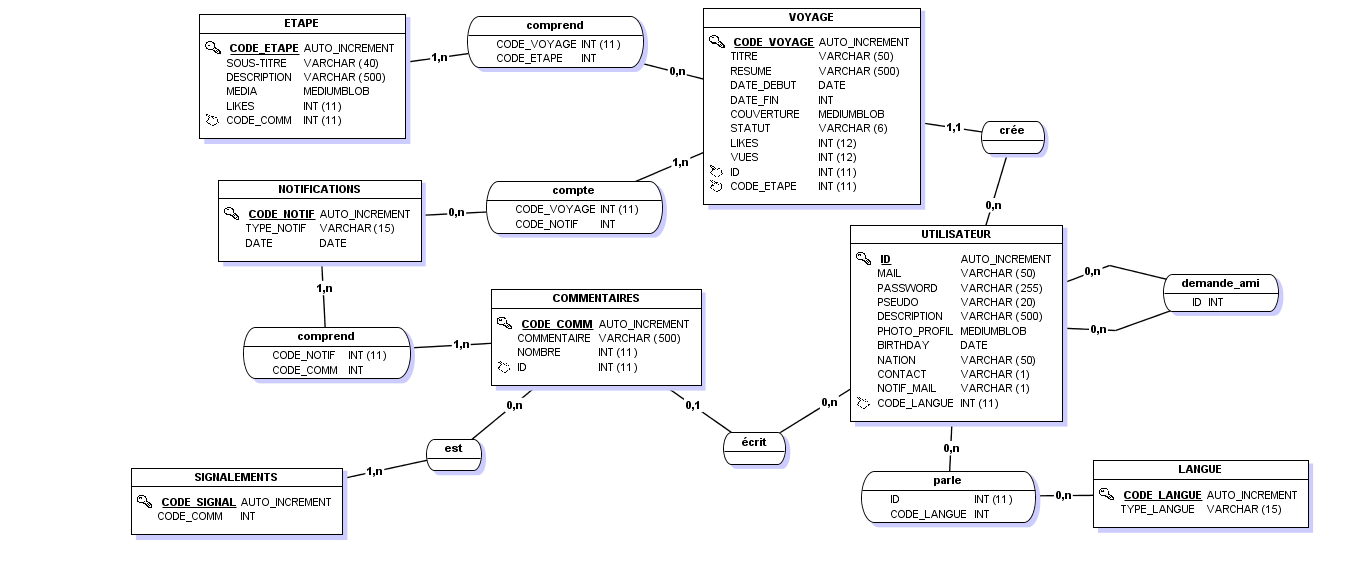 ETAPE
CODE_ETAPE AUTO_INCREMENT
SOUS-TITRE VARCHAR (40)
DESCRIPTION VARCHAR (500)
MEDIA MEDIUMBLOB
LIKES INT (11)
CODE_COMM INT (11)
1,n
comprend
CODE_VOYAGE INT (11)
CODE_ETAPE INT
0,n
VOYAGE
CODE_VOYAGE AUTO_INCREMENT
TITRE VARCHAR (50)
RESUME VARCHAR (500)
DATE_DEBUT DATE
DATE_FIN INT
COUVERTURE MEDIUMBLOB
STATUT VARCHAR (6)
LIKES INT (12)
VUES INT (12)
ID INT (11)
CODE_ETAPE INT (11)
1,1
crée
0,n
1,n
compte
CODE_VOYAGE INT (11)
CODE_NOTIF INT
0,n
NOTIFICATIONS
CODE_NOTIF AUTO_INCREMENT
TYPE_NOTIF VARCHAR (15)
DATE DATE
1,n
comprend
CODE_NOTIF INT (11)
CODE_COMM INT
1,n
COMMENTAIRES
CODE_COMM AUTO_INCREMENT
COMMENTAIRE VARCHAR (500)
NOMBRE INT (11)
ID INT (11)
0,n
0,1
est
écrit
0,n
1,n
UTILISATEUR
ID AUTO_INCREMENT
MAIL VARCHAR (50)
PASSWORD VARCHAR (255)
PSEUDO VARCHAR (20)
DESCRIPTION VARCHAR (500)
PHOTO_PROFIL MEDIUMBLOB
BIRTHDAY DATE
NATION VARCHAR (50)
CONTACT VARCHAR (1)
NOTIF_MAIL VARCHAR (1)
CODE_LANGUE INT (11)
0,n
demande_ami
ID INT
0,n
0,n
parle
ID INT (11)
CODE_LANGUE INT
0,n
LANGUE
CODE_LANGUE AUTO_INCREMENT
TYPE_LANGUE VARCHAR (15)
SIGNALEMENTS
CODE_SIGNAL AUTO_INCREMENT
CODE_COMM INT